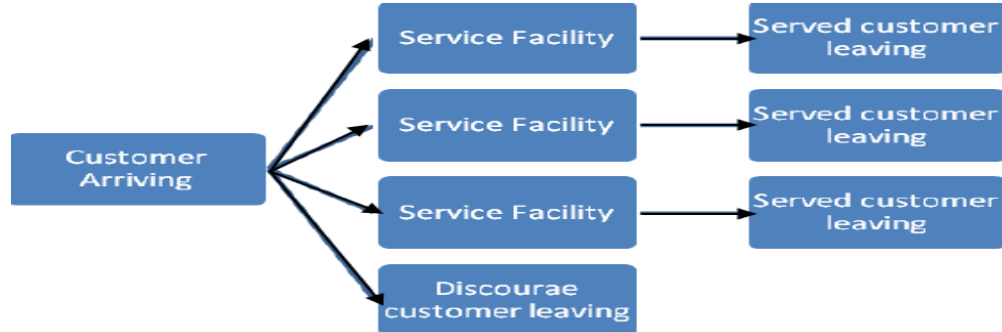 Service Facility
Served customer
leaving
Service Facility
Served customer
leaving
Customer
Arriving
Service Facility
Served customer
leaving
Discourae
customer leaving